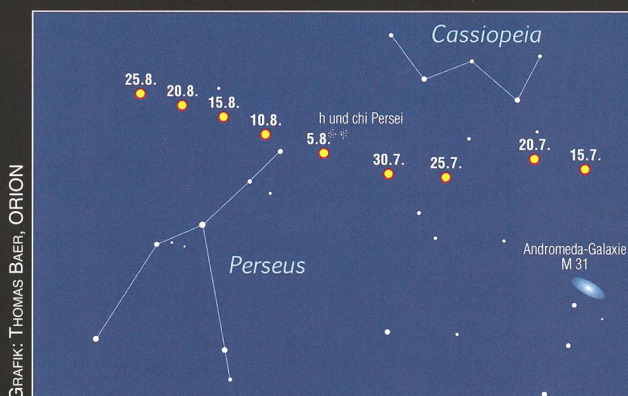 Cassiopeia
25.8.
20.8.
15.8.
10.8.
h und chi Persei
5.8.
30.7.
25.7.
20.7.
15.7.
Perseus
Andromeda-Galaxie
M 31
GRAFIK: THOMAS BAER, ORION